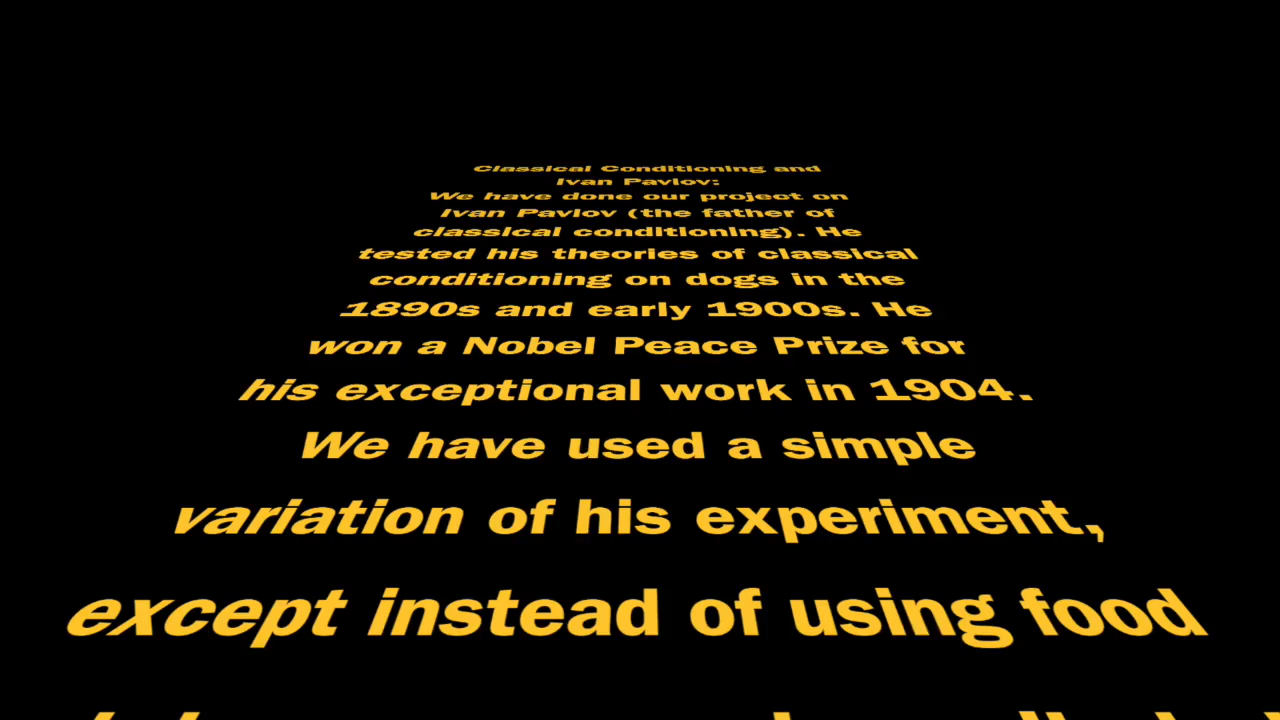 Classical Conditioning and
Ivan Pavlov:
We have done our project on
Ivan Pavlov (the father of
classical conditioning). He
tested his theories of classical
conditioning on dogs in the
1890s and early 1900s. He
won a Nobel Peace Prize for
his exceptional work in 1904.
We have used a simple
variation of his experiment,
except instead of using food